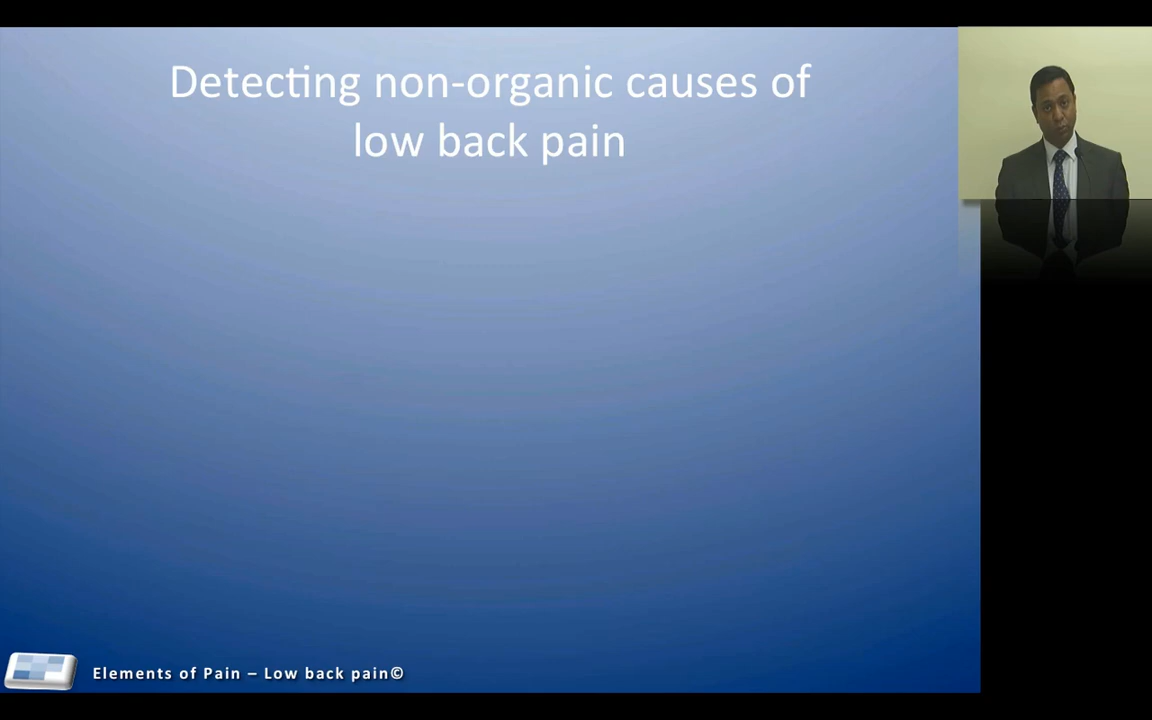 Detecting non-organic causes of
low back pain
Elements of Pain – Low back pain©